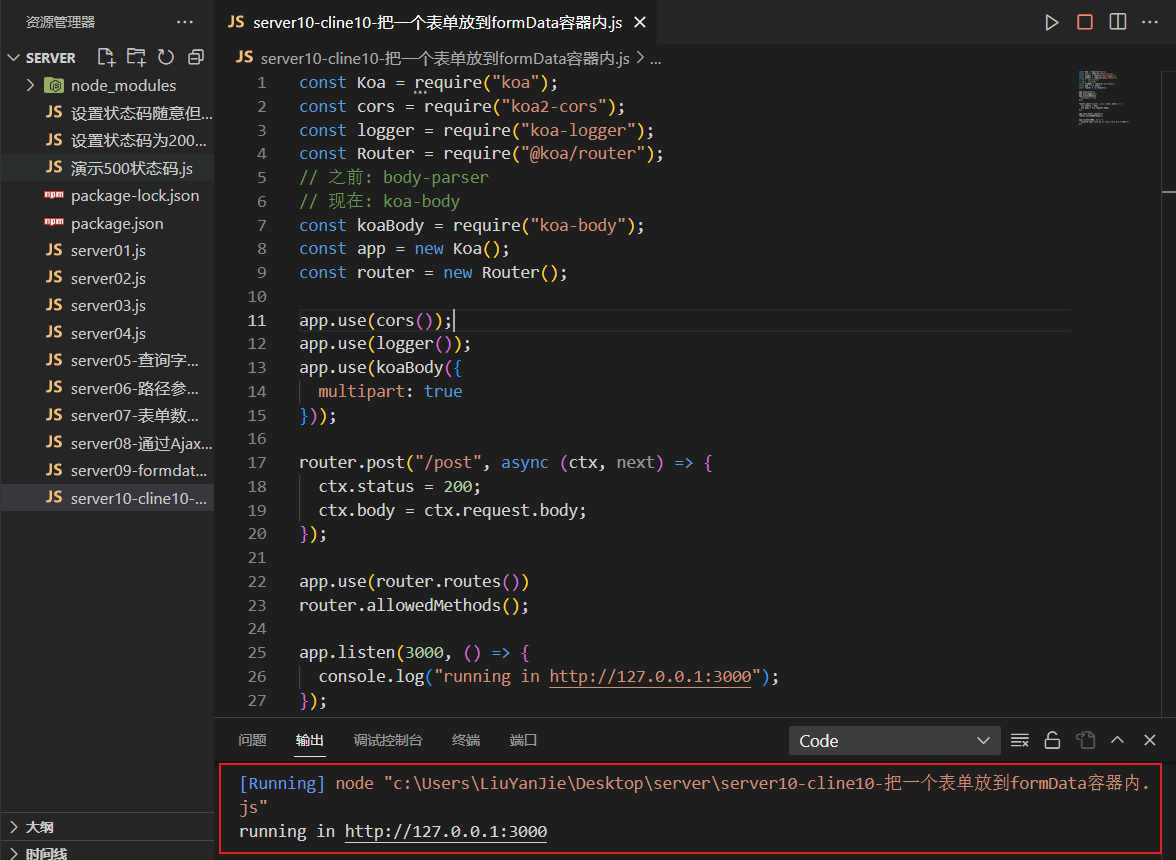 资源管理器
SERVER
node_modules
设置状态码随意但...
设置状态码为200...
演示500状态码.js
package-lock.json
package.json
server01.js
server02.js
server03.js
server04.js
server05-查询字...
server06-路径参...
server07-表单数...
server08-通过Ajax...
server09-formdat...
server10-cline10-...
大纲
时间线
JS server10-cline10-把一个表单放到formData容器内.js
JS server10-cline10-把一个表单放到formData容器内.js > ...
1 const Koa = require("koa");
2 const cors = require("koa2-cors");
3 const logger = require("koa-logger");
4 const Router = require("@koa/router");
5 // 之前: body-parser
6 // 现在: koa-body
7 const koaBody = require("koa-body");
8 const app = new Koa();
9 const router = new Router();
10
11 app.use(cors());
12 app.use(logger());
13 app.use(koaBody({
14   multipart: true
15 }));
16
17 router.post("/post", async (ctx, next) => {
18   ctx.status = 200;
19   ctx.body = ctx.request.body;
20 });
21
22 app.use(router.routes())
23 router.allowedMethods();
24
25 app.listen(3000, () => {
26   console.log("running in http://127.0.0.1:3000");
27 });
问题 输出 调试控制台 终端 端口 Code
[Running] node "c:\Users\LiuYanJie\Desktop\server\server10-cline10-把一个表单放到formData容器内.
js"
running in http://127.0.0.1:3000